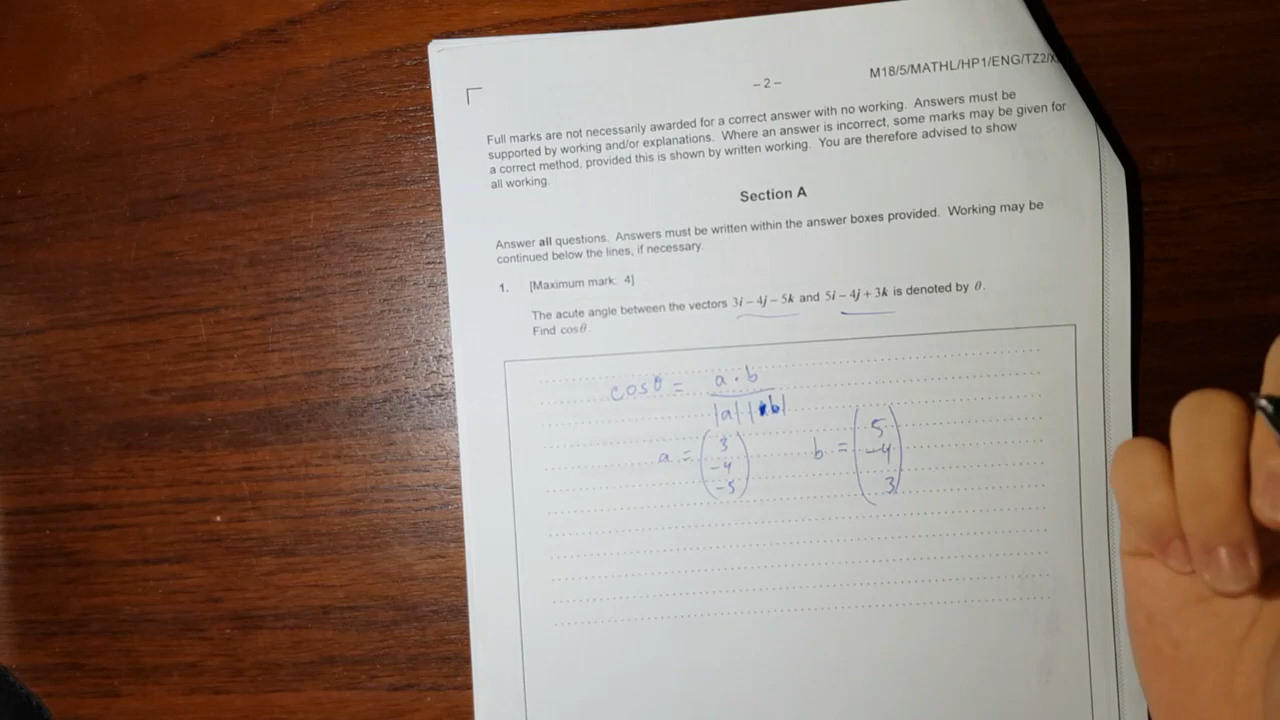 – 2 –
M18/5/MATHL/HP1/ENG/TZ2/
Full marks are not necessarily awarded for a correct answer with no working. Answers must be
supported by working and/or explanations. Where an answer is incorrect, some marks may be given for
a correct method, provided this is shown by written working. You are therefore advised to show
all working.
Section A
Answer all questions. Answers must be written within the answer boxes provided. Working may be
continued below the lines, if necessary.
1. [Maximum mark: 4]
The acute angle between the vectors 3i – 4j – 5k and 5i – 4j + 3k is denoted by θ.
Find cosθ.
cosθ = a · b
|a| |b|
a = (3 -4 -5) b = (5 -4 3)